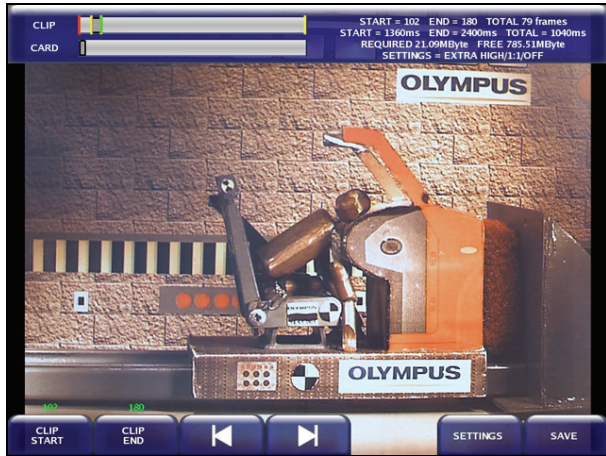 CLIP
START = 102 END = 180 TOTAL 79 frames
START = 1360ms END = 2400ms TOTAL = 1040ms
CARD
REQUIRED 21.09MByte FREE 785.51MByte
SETTINGS = EXTRA HIGH/1:1/OFF
OLYMPUS
OLYMPUS
OLYMPUS
102
180
CLIP START
CLIP END
SETTINGS
SAVE